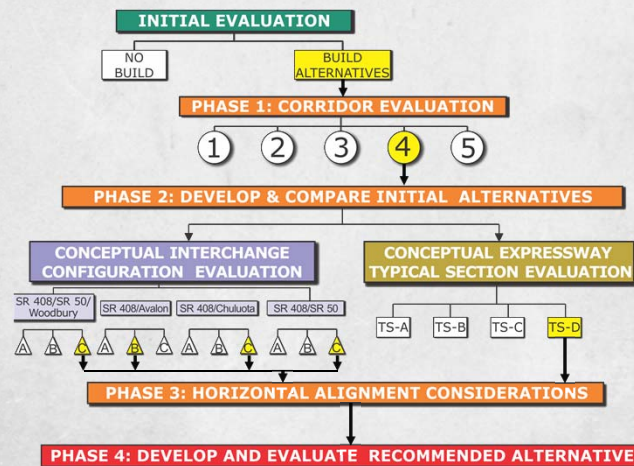 INITIAL EVALUATION
NO
BUILD
BUILD
ALTERNATIVES
PHASE 1: CORRIDOR EVALUATION
1 2 3 4 5
PHASE 2: DEVELOP & COMPARE INITIAL ALTERNATIVES
CONCEPTUAL INTERCHANGE
CONFIGURATION EVALUATION
CONCEPTUAL EXPRESSWAY
TYPICAL SECTION EVALUATION
SR 408/SR 50/
Woodbury
SR 408/Avalon
SR 408/Chuluota
SR 408/SR 50
TS-A TS-B TS-C TS-D
A B C A B C A B C A B C
PHASE 3: HORIZONTAL ALIGNMENT CONSIDERATIONS
PHASE 4: DEVELOP AND EVALUATE RECOMMENDED ALTERNATIVE